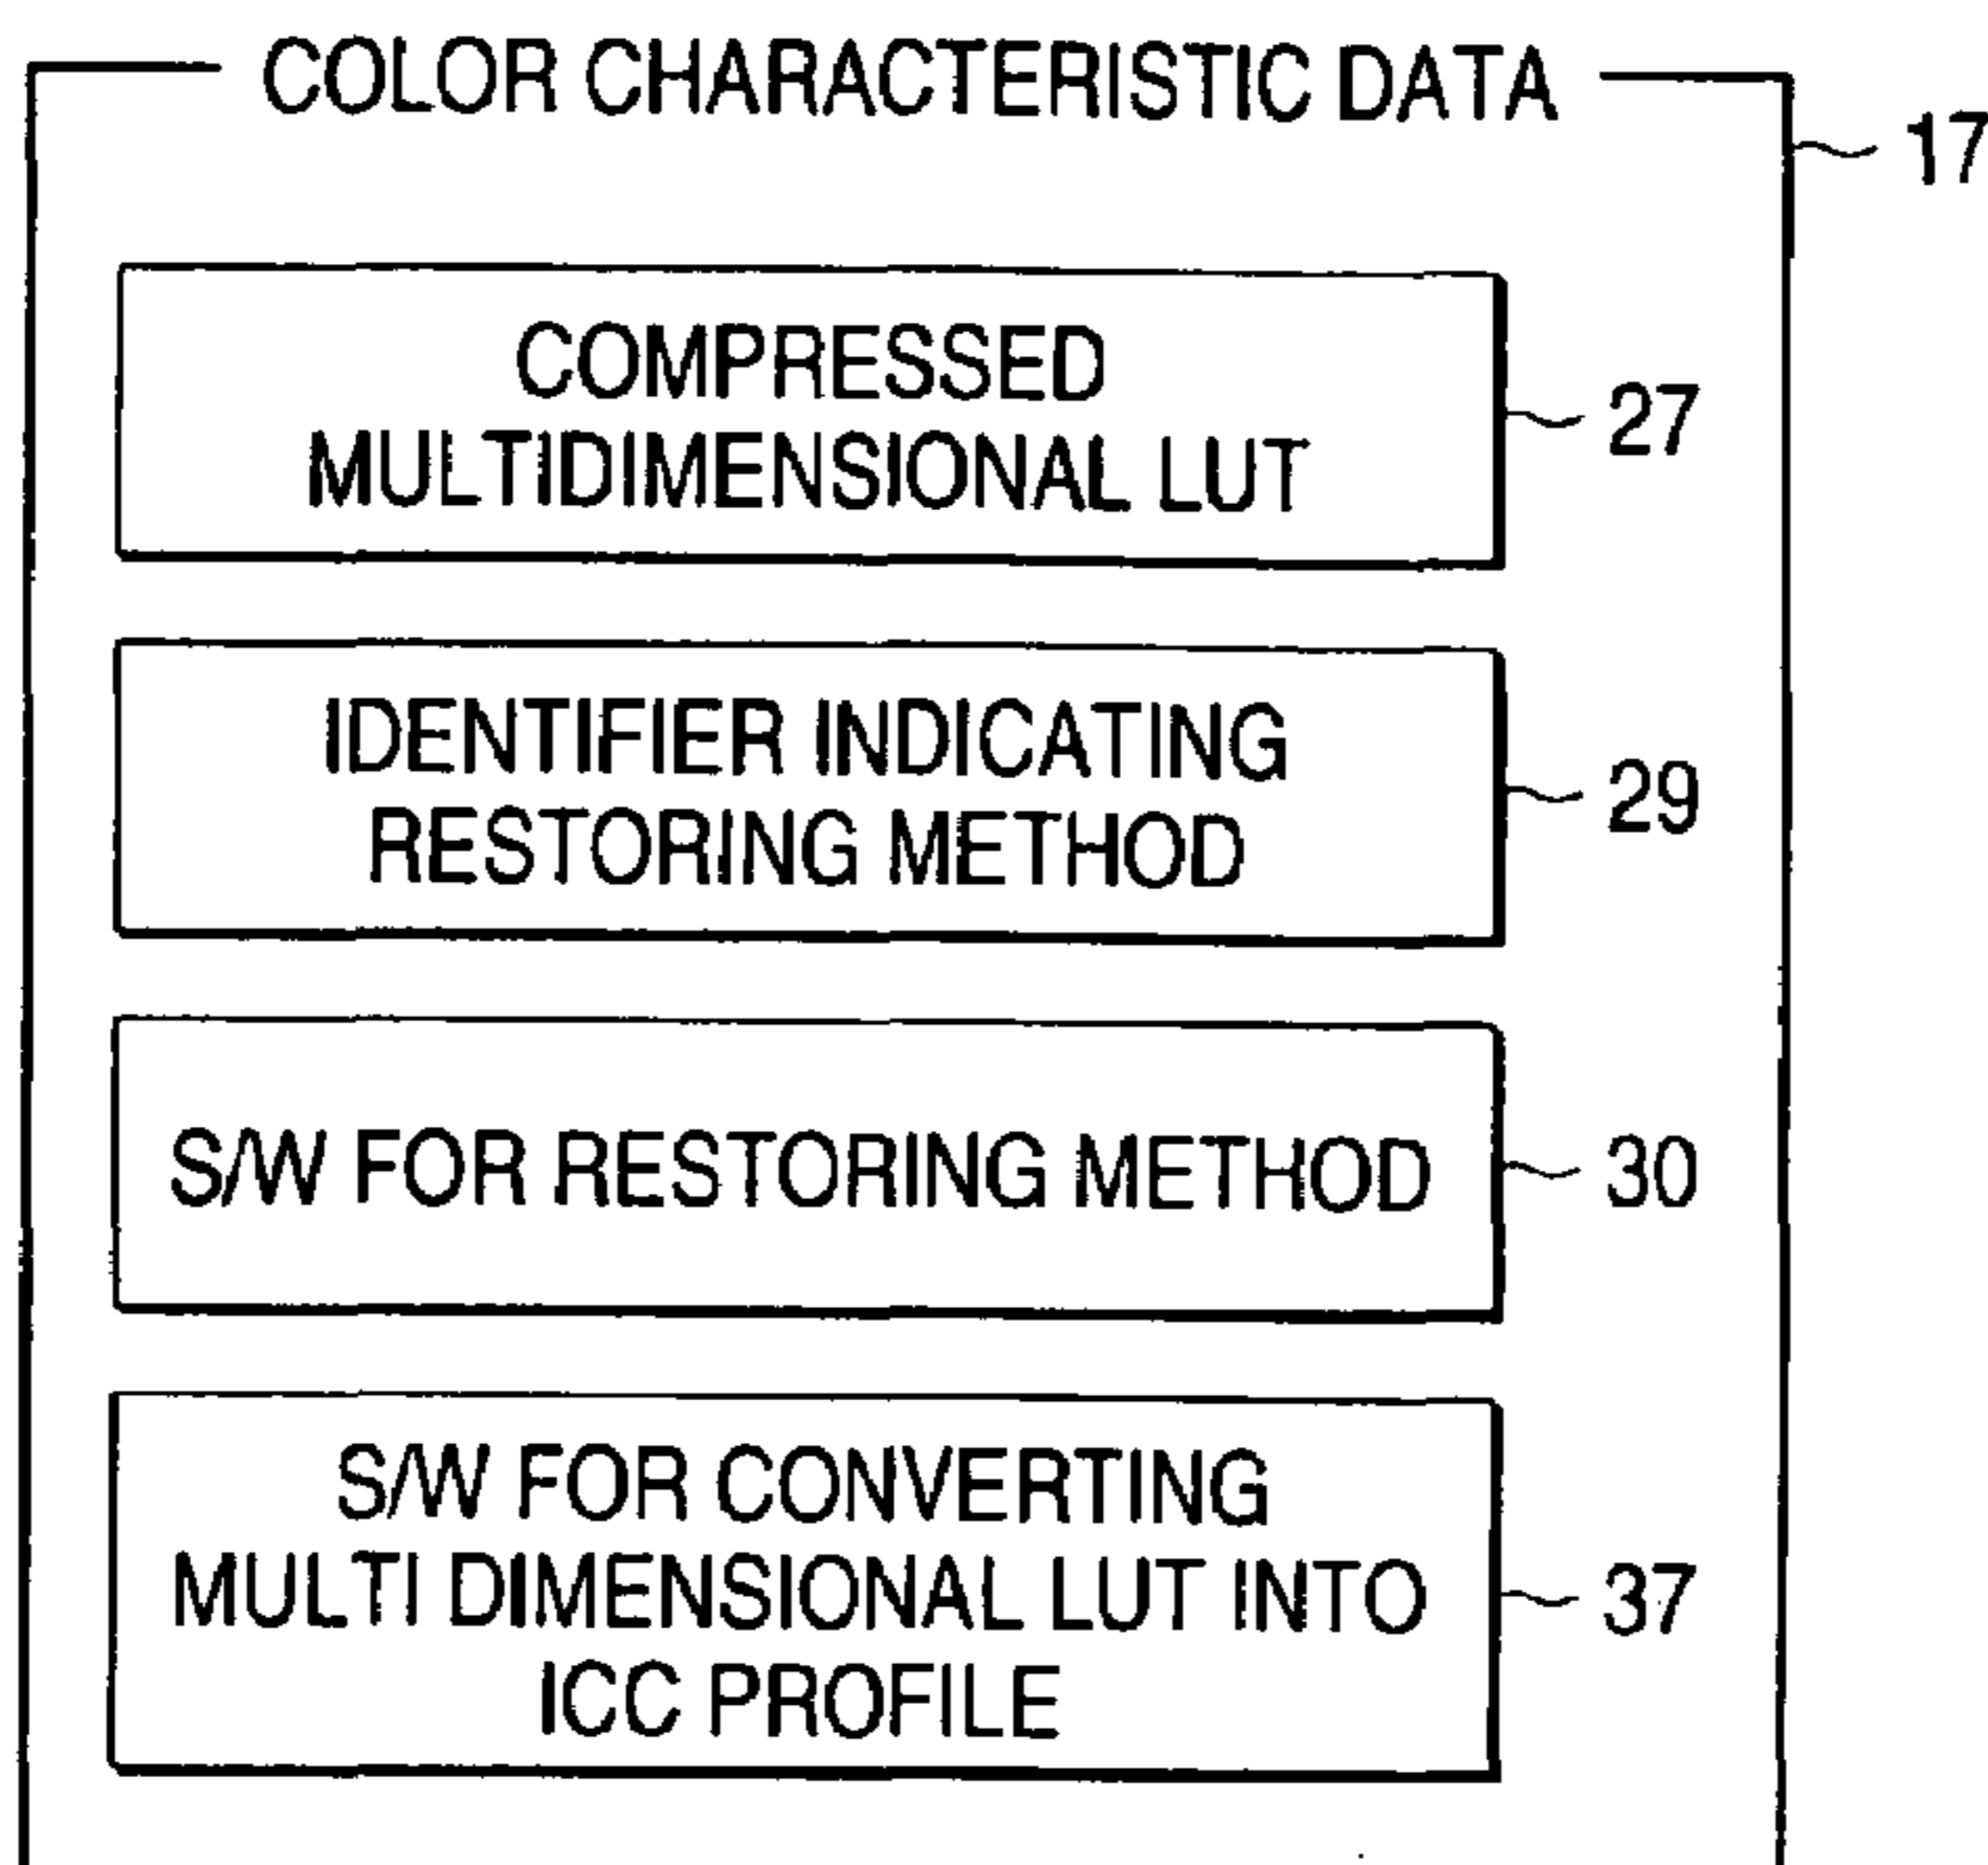 COLOR CHARACTERISTIC DATA
17
COMPRESSED
MULTIDIMENSIONAL LUT
27
IDENTIFIER INDICATING
RESTORING METHOD
29
S/W FOR RESTORING METHOD
30
S/W FOR CONVERTING
MULTI DIMENSIONAL LUT INTO
ICC PROFILE
37